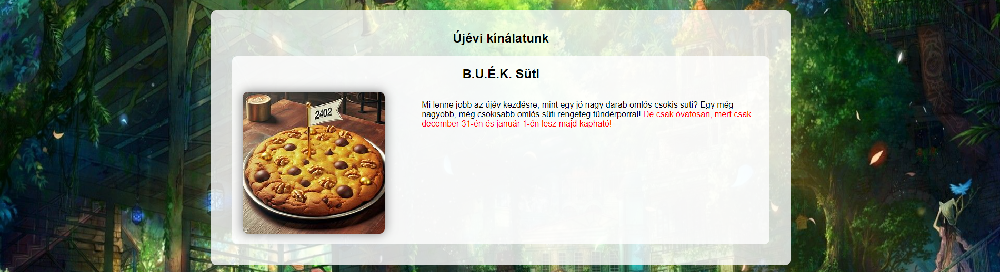 Újévi kínálatunk
B.U.É.K. Süti
2402
Mi lenne jobb az újév kezdésre, mint egy jó nagy darab omlós csokis süti? Egy még
nagyobb, még csokisabb omlós süti rengeteg tündérporral! De csak óvatosan, mert csak
december 31-én és január 1-én lesz majd kapható!